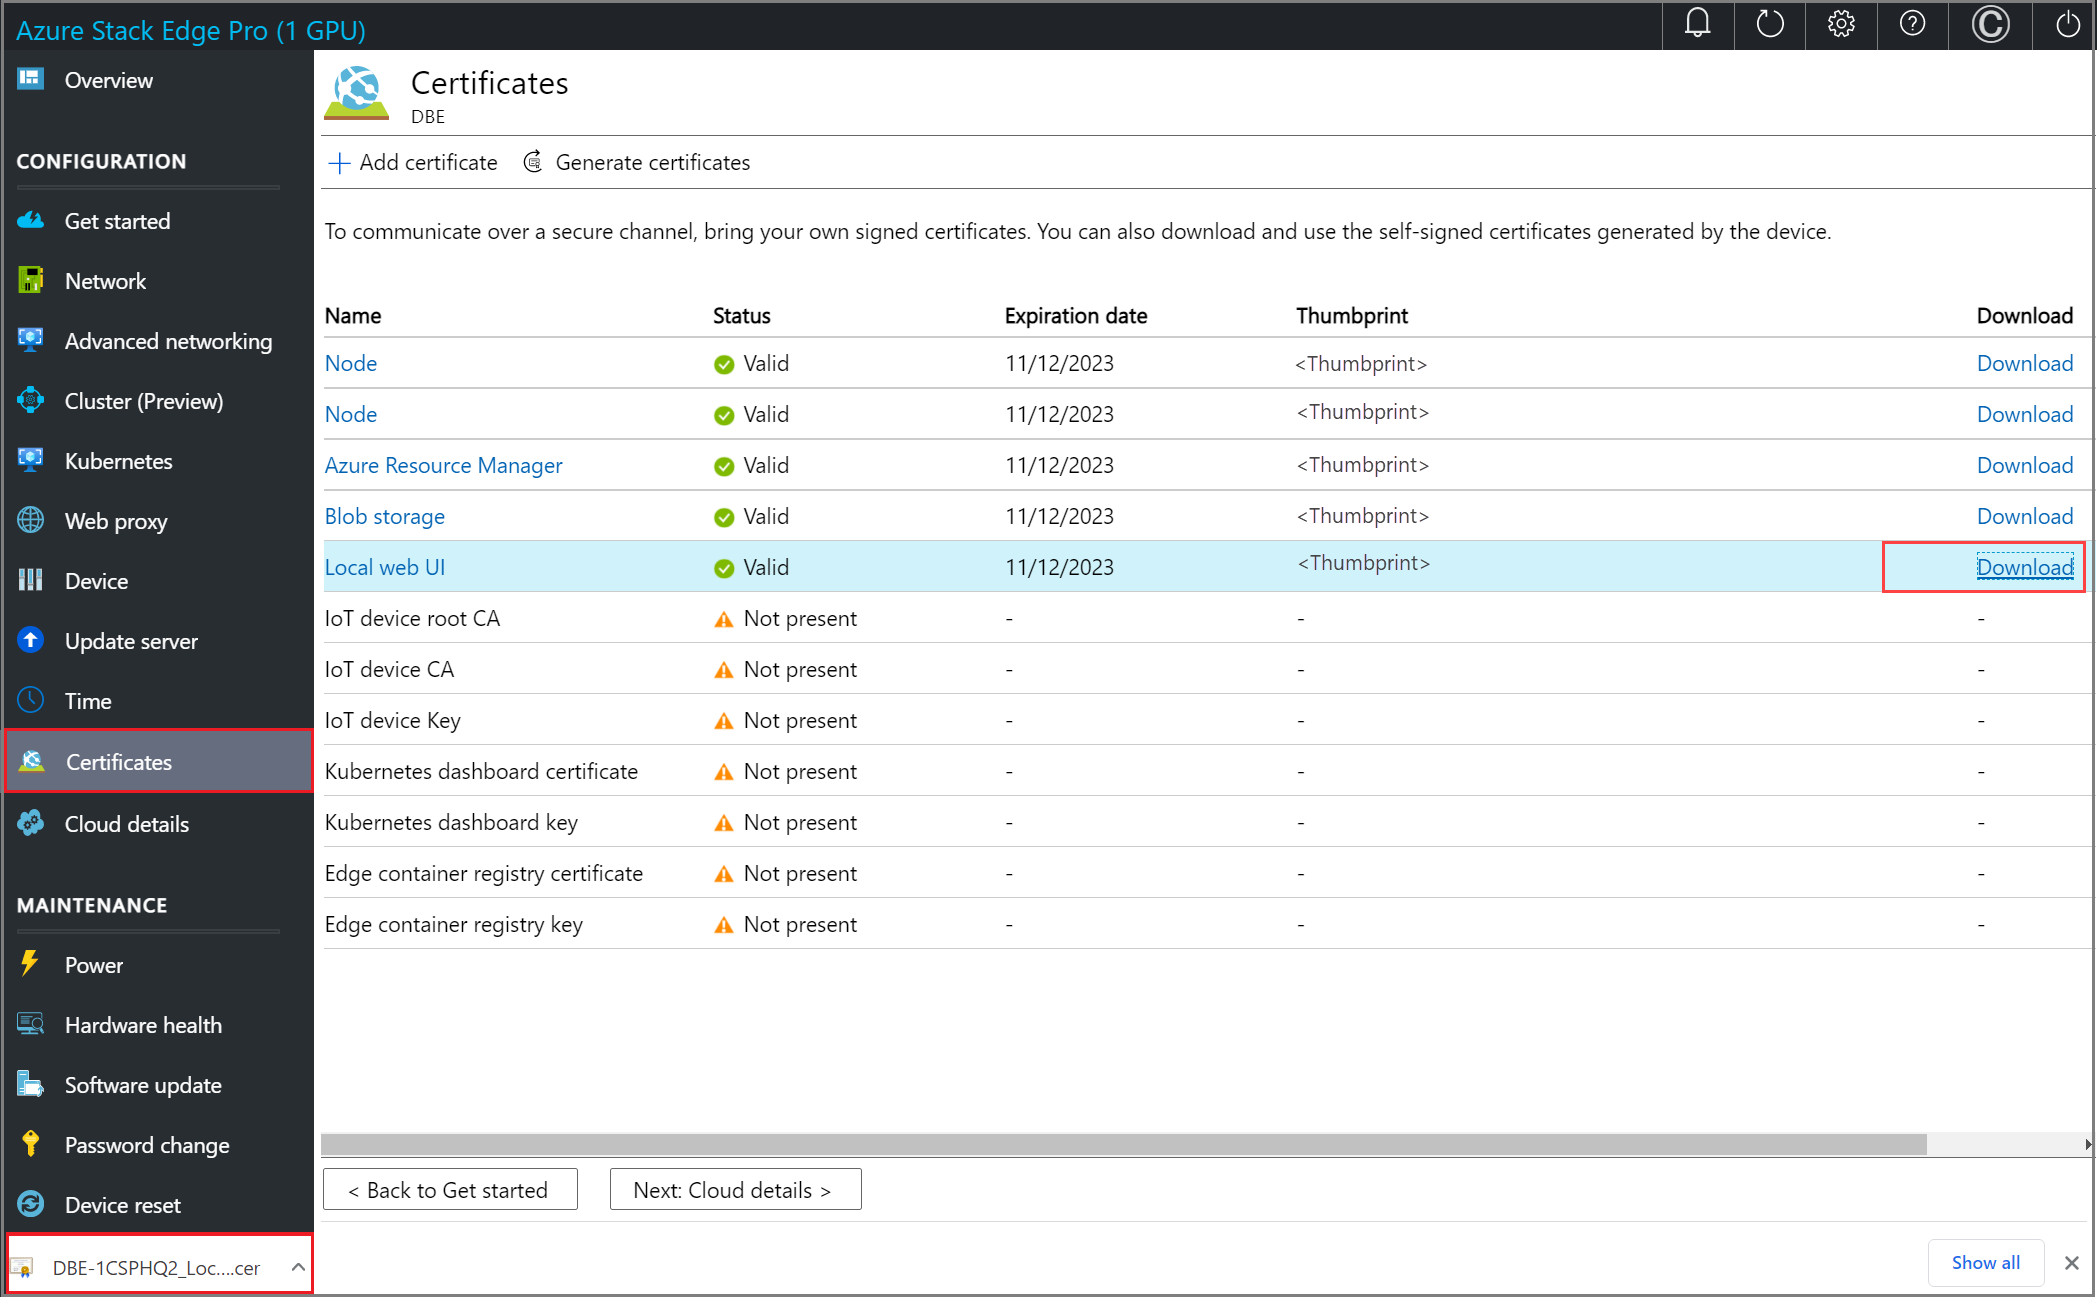 Azure Stack Edge Pro (1 GPU)
Overview
CONFIGURATION
Get started
Network
Advanced networking
Cluster (Preview)
Kubernetes
Web proxy
Device
Update server
Time
Certificates
Cloud details
MAINTENANCE
Power
Hardware health
Software update
Password change
Device reset
Certificates
DBE
Add certificate Generate certificates
To communicate over a secure channel, bring your own signed certificates. You can also download and use the self-signed certificates generated by the device.
Name Status Expiration date Thumbprint Download
Node Valid 11/12/2023 <Thumbprint> Download
Node Valid 11/12/2023 <Thumbprint> Download
Azure Resource Manager Valid 11/12/2023 <Thumbprint> Download
Blob storage Valid 11/12/2023 <Thumbprint> Download
Local web UI Valid 11/12/2023 <Thumbprint> Download
IoT device root CA Not present - - -
IoT device CA Not present - - -
IoT device Key Not present - - -
Kubernetes dashboard certificate Not present - - -
Kubernetes dashboard key Not present - - -
Edge container registry certificate Not present - - -
Edge container registry key Not present - - -
< Back to Get started Next: Cloud details >
DBE-1CSPHQ2_Loc....cer Show all